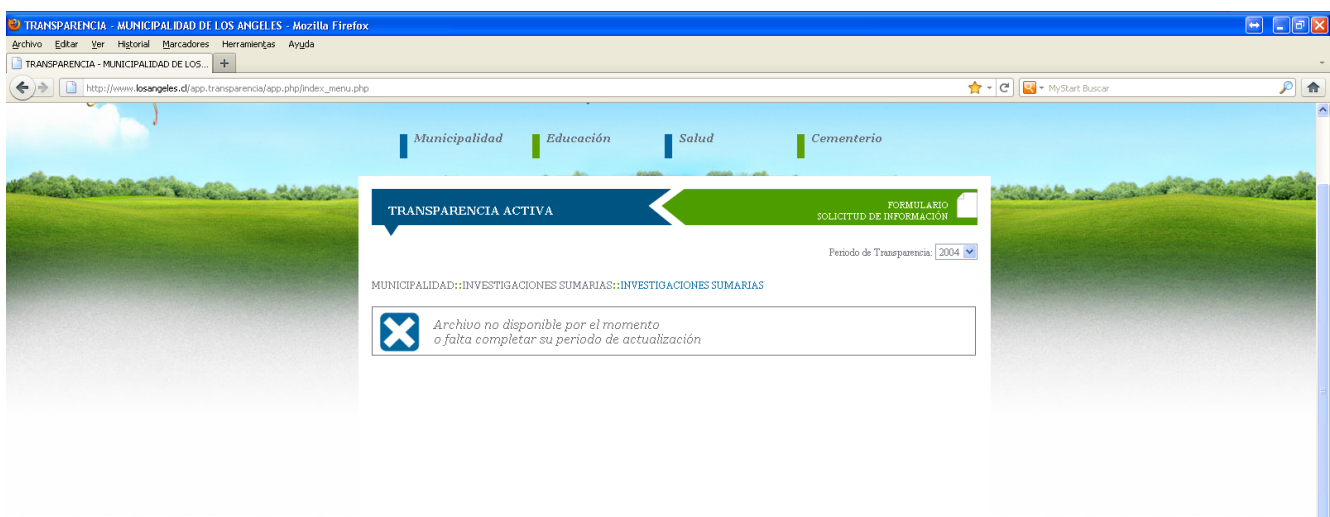 TRANSPARENCIA - MUNICIPALIDAD DE LOS ANGELES - Mozilla Firefox
Archivo Editar Ver Historial Marcadores Herramientas Ayuda
TRANSPARENCIA - MUNICIPALIDAD DE LOS... +
http://www.losangeles.cl/app.transparencia/app.php/index_menu.php MyStart Buscar
Municipalidad Educación Salud Cementerio
TRANSPARENCIA ACTIVA
FORMULARIO
SOLICITUD DE INFORMACIÓN
Periodo de Transparencia: 2004
MUNICIPALIDAD::INVESTIGACIONES SUMARIAS::INVESTIGACIONES SUMARIAS
Archivo no disponible por el momento
o falta completar su periodo de actualización